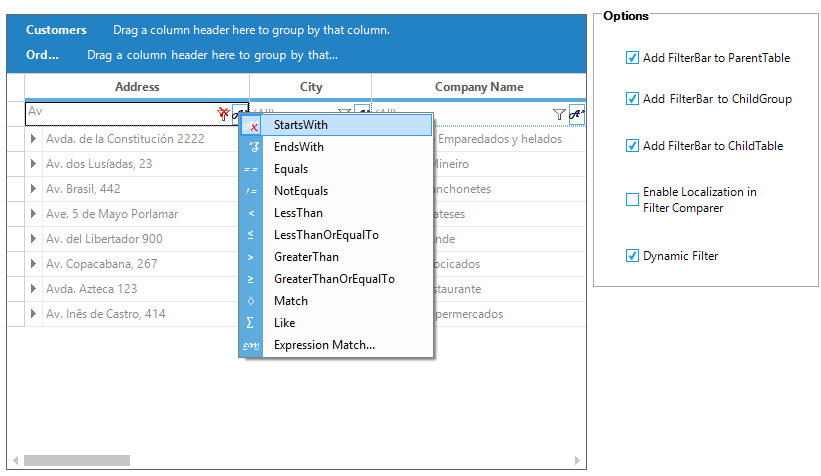 Customers Drag a column header here to group by that column.
Ord... Drag a column header here to group by that...
Address City Company Name
Av
Avda. de la Constitución 2222 Emparedados y helados
Av. dos Lusíadas, 23 Mineiro
Av. Brasil, 442 anchonetes
Ave. 5 de Mayo Porlamar ateses
Av. del Libertador 900 nde
Av. Copacabana, 267 ocicados
Avda. Azteca 123 staurante
Av. Inês de Castro, 414 permercados
StartsWith
EndsWith
== Equals
!= NotEquals
< LessThan
≤ LessThanOrEqualTo
> GreaterThan
≥ GreaterThanOrEqualTo
◊ Match
Σ Like
Expression Match...
Options
Add FilterBar to ParentTable
Add FilterBar to ChildGroup
Add FilterBar to ChildTable
Enable Localization in
Filter Comparer
Dynamic Filter